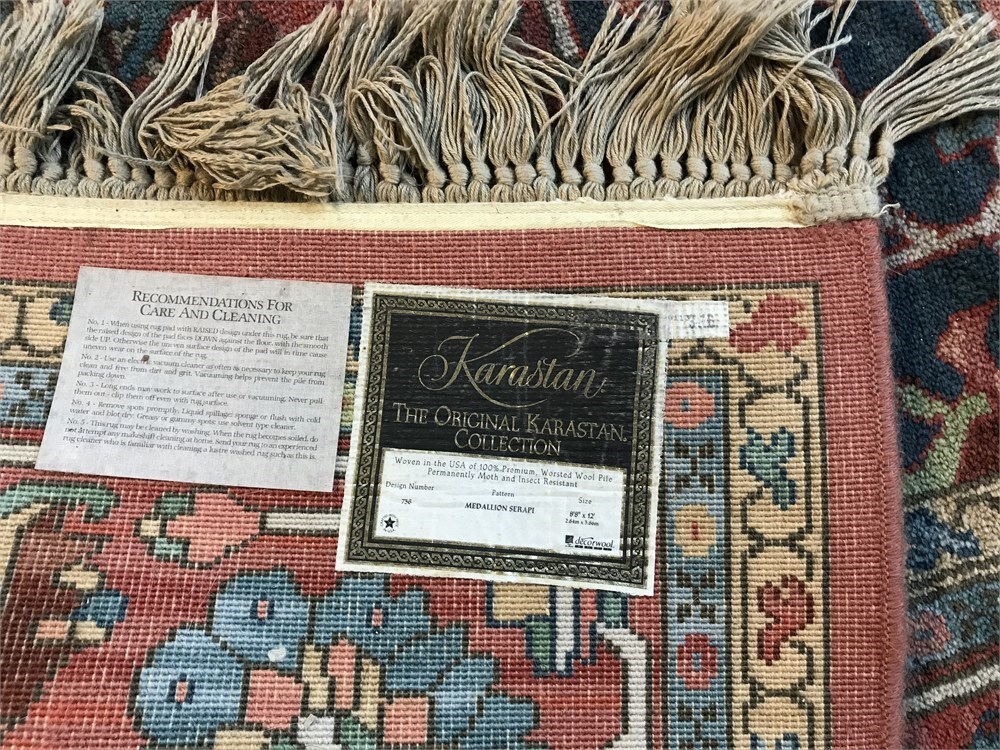 RECOMMENDATIONS FOR
CARE AND CLEANING
No. 1 - When using rug pad with RAISED design under this rug, be sure that
the raised design of the pad faces DOWN against the floor, with the smooth
side UP. Otherwise the uneven surface design of the pad will in time cause
uneven wear on the surface of the rug.
No. 2 - Use an electric vacuum cleaner as often as necessary to keep your rug
clean and free from dirt and grit. Vacuuming helps prevent the pile from
packing down.
No. 3 - Long ends may work to surface after use or vacuuming. Never pull
them out - clip them off even with rug surface.
No. 4 - Remove spots promptly. Liquid spillage: sponge or flush with cold
water and blot dry. Greasy or gummy spots: use solvent type cleaner.
No. 5 - This rug may be cleaned by washing. When the rug becomes soiled, do
not attempt any makeshift cleaning at home. Send your rug to an experienced
rug cleaner who is familiar with cleaning a lustre washed rug such as this.
Karastan
THE ORIGINAL KARASTAN
COLLECTION
Woven in the USA of 100% Premium, Worsted Wool Pile
Permanently Moth and Insect Resistant
Design Number Pattern Size
736 MEDALLION SERAPI 8'8" x 12'
2.64m x 3.66m
decorwool